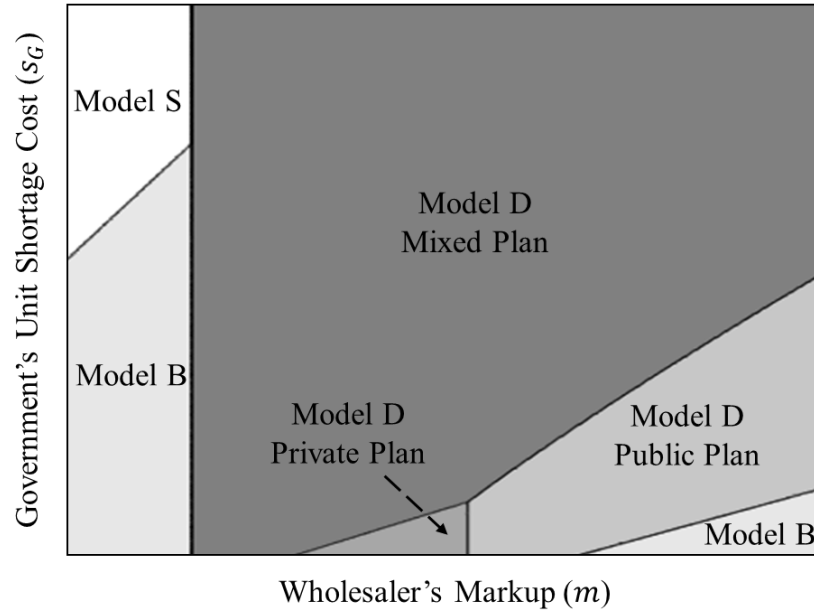 Government's Unit Shortage Cost (s_G)
Model S
Model D
Mixed Plan
Model B
Model D
Private Plan
Model D
Public Plan
Model B
Wholesaler's Markup (m)